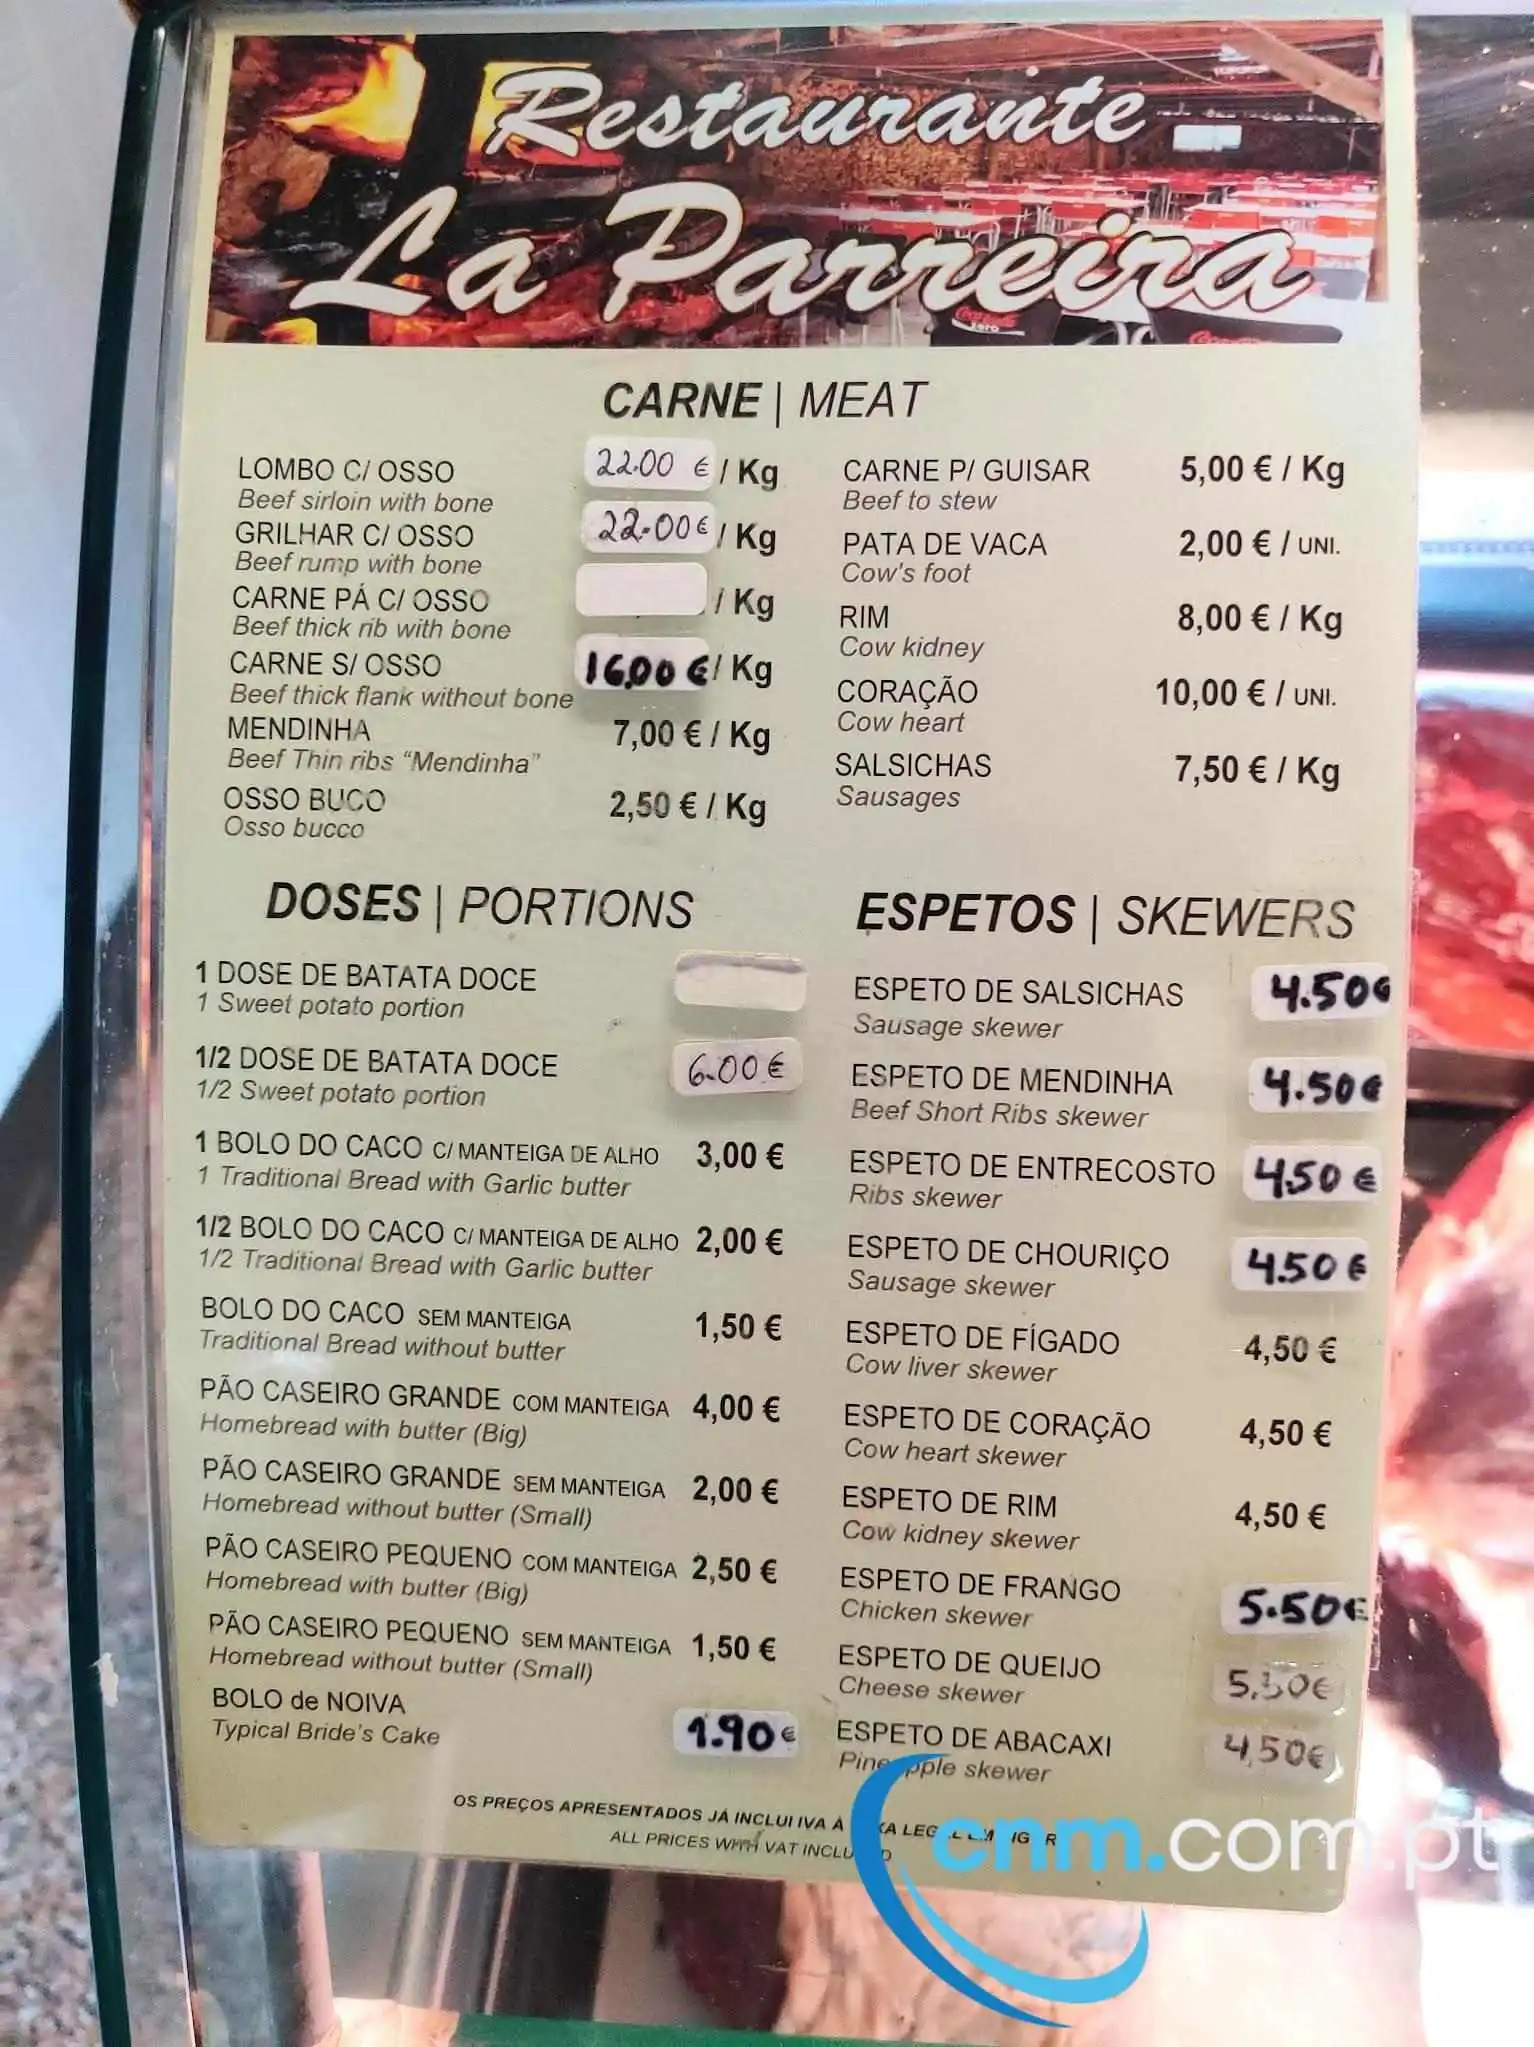 Restaurante
La Parreira
CARNE | MEAT
LOMBO C/ OSSO 22.00 € / Kg
Beef sirloin with bone
GRILHAR C/ OSSO 22.00 € / Kg
Beef rump with bone
CARNE PÁ C/ OSSO / Kg
Beef thick rib with bone
CARNE S/ OSSO 16.00 € / Kg
Beef thick flank without bone
MENDINHA 7,00 € / Kg
Beef Thin ribs “Mendinha”
OSSO BUCO 2,50 € / Kg
Osso bucco
CARNE P/ GUISAR 5,00 € / Kg
Beef to stew
PATA DE VACA 2,00 € / UNI.
Cow's foot
RIM 8,00 € / Kg
Cow kidney
CORAÇÃO 10,00 € / UNI.
Cow heart
SALSICHAS 7,50 € / Kg
Sausages
DOSES | PORTIONS
1 DOSE DE BATATA DOCE
1 Sweet potato portion
1/2 DOSE DE BATATA DOCE 6.00 €
1/2 Sweet potato portion
1 BOLO DO CACO C/ MANTEIGA DE ALHO 3,00 €
1 Traditional Bread with Garlic butter
1/2 BOLO DO CACO C/ MANTEIGA DE ALHO 2,00 €
1/2 Traditional Bread with Garlic butter
BOLO DO CACO SEM MANTEIGA 1,50 €
Traditional Bread without butter
PÃO CASEIRO GRANDE COM MANTEIGA 4,00 €
Homebread with butter (Big)
PÃO CASEIRO GRANDE SEM MANTEIGA 2,00 €
Homebread without butter (Small)
PÃO CASEIRO PEQUENO COM MANTEIGA 2,50 €
Homebread with butter (Big)
PÃO CASEIRO PEQUENO SEM MANTEIGA 1,50 €
Homebread without butter (Small)
BOLO de NOIVA 1.90 €
Typical Bride's Cake
ESPETOS | SKEWERS
ESPETO DE SALSICHAS 4.50€
Sausage skewer
ESPETO DE MENDINHA 4.50€
Beef Short Ribs skewer
ESPETO DE ENTRECOSTO 4.50 €
Ribs skewer
ESPETO DE CHOURIÇO 4.50 €
Sausage skewer
ESPETO DE FÍGADO 4,50 €
Cow liver skewer
ESPETO DE CORAÇÃO 4,50 €
Cow heart skewer
ESPETO DE RIM 4,50 €
Cow kidney skewer
ESPETO DE FRANGO 5.50€
Chicken skewer
ESPETO DE QUEIJO 5,50€
Cheese skewer
ESPETO DE ABACAXI 4,50€
Pineapple skewer
OS PREÇOS APRESENTADOS JÁ INCLUI IVA À TAXA LEGAL EM VIGOR
ALL PRICES WITH VAT INCLUDED
cnm.com.pt